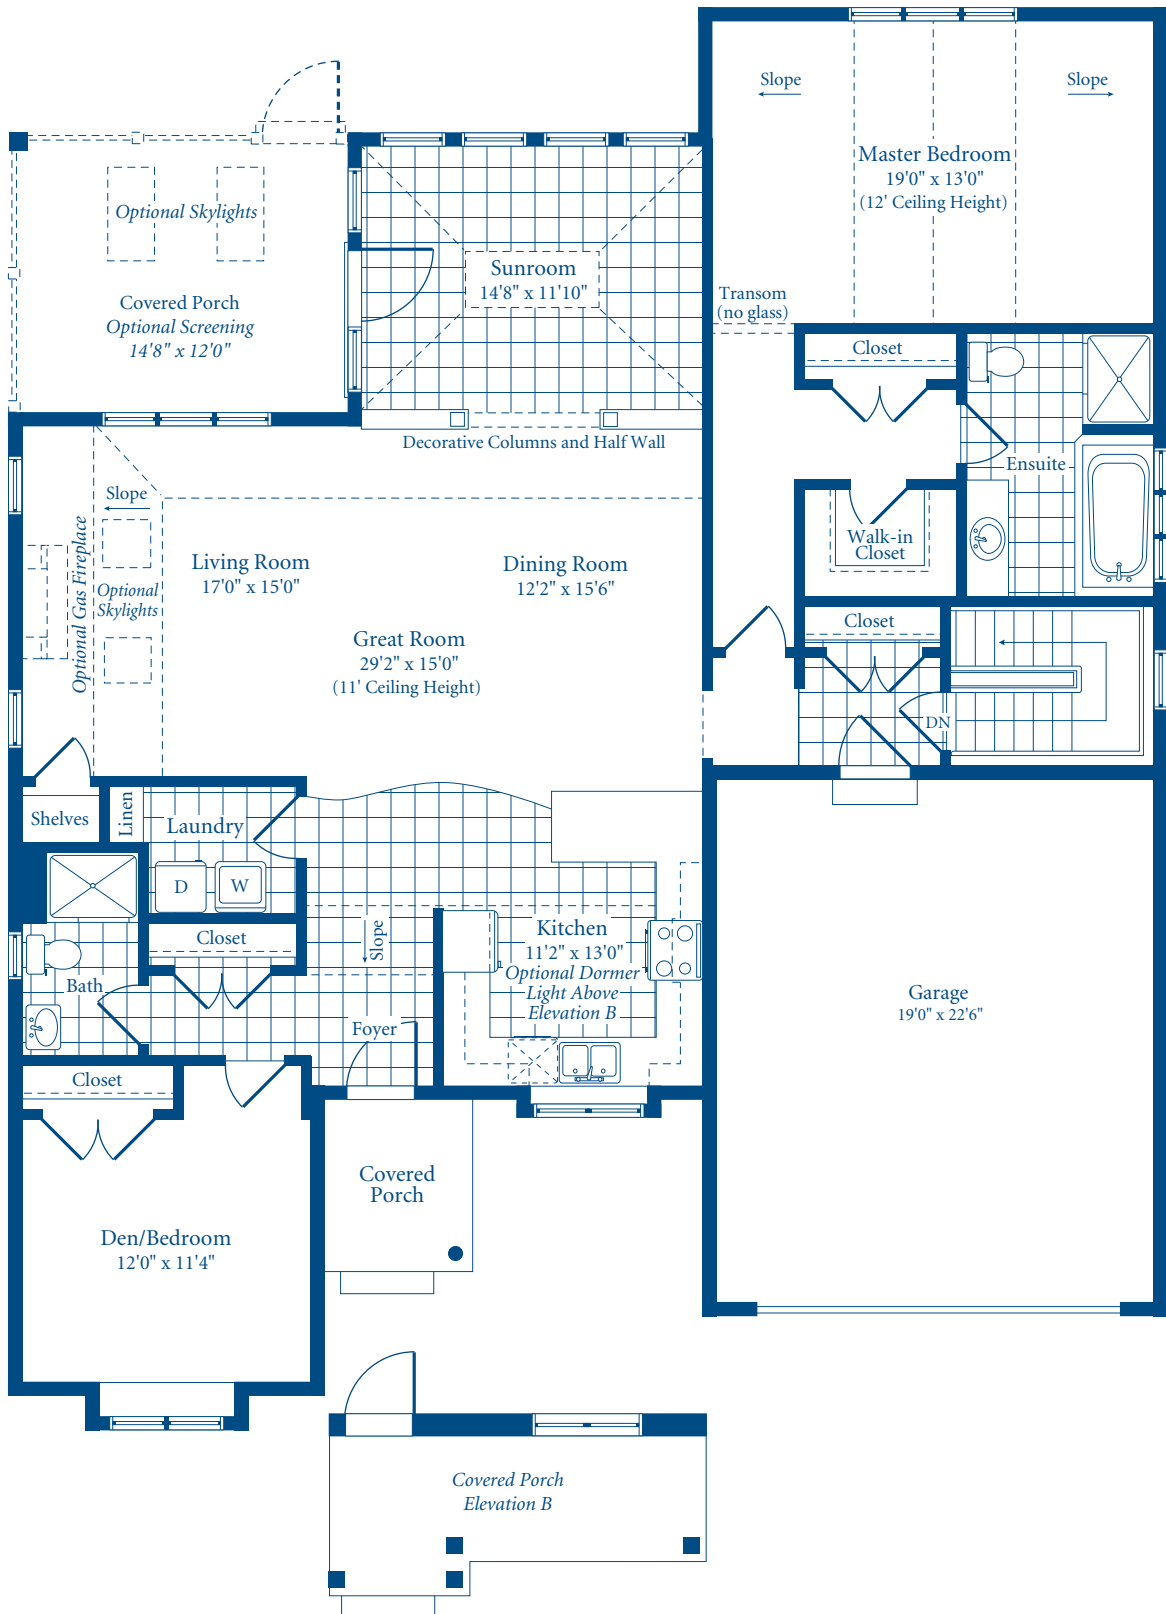 Slope
Slope
Master Bedroom
19'0" x 13'0"
(12' Ceiling Height)
Optional Skylights
Covered Porch
Optional Screening
14'8" x 12'0"
Sunroom
14'8" x 11'10"
Transom
(no glass)
Closet
Decorative Columns and Half Wall
Ensuite
Walk-in
Closet
Slope
Optional Gas Fireplace
Optional
Skylights
Living Room
17'0" x 15'0"
Dining Room
12'2" x 15'6"
Great Room
29'2" x 15'0"
(11' Ceiling Height)
Closet
DN
Shelves
Linen
Laundry
D
W
Closet
Slope
Kitchen
11'2" x 13'0"
Optional Dormer
Light Above
Elevation B
Bath
Foyer
Garage
19'0" x 22'6"
Closet
Covered
Porch
Den/Bedroom
12'0" x 11'4"
Covered Porch
Elevation B